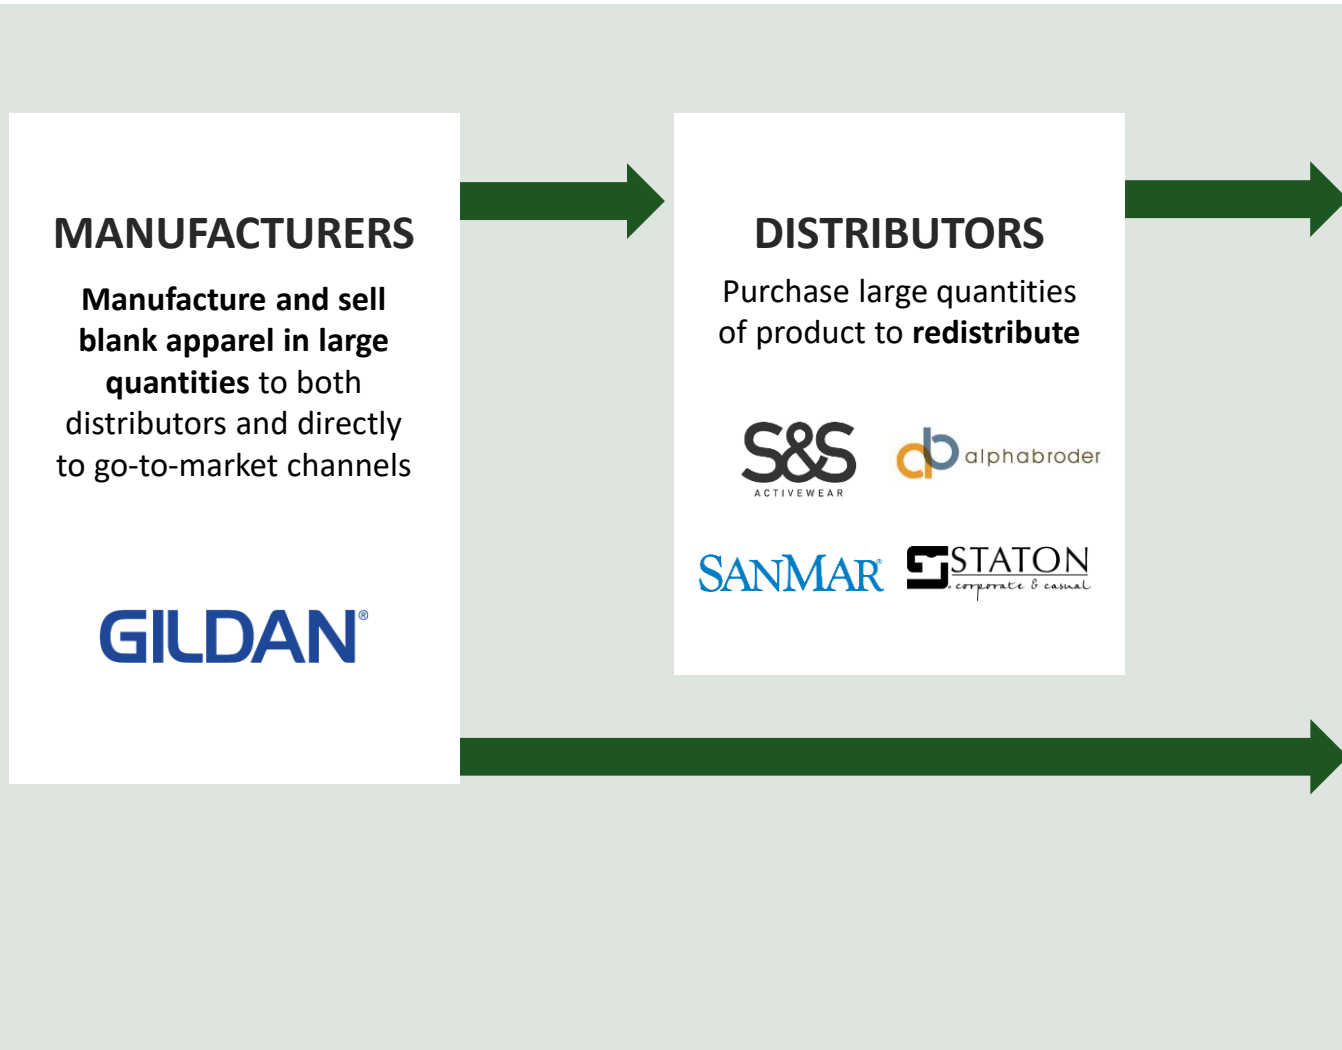 MANUFACTURERS
Manufacture and sell
blank apparel in large
quantities to both
distributors and directly
to go-to-market channels
GILDAN®
DISTRIBUTORS
Purchase large quantities
of product to redistribute
S&S
ACTIVEWEAR
ab alphabroder
SANMAR®
STATON
corporate & casual